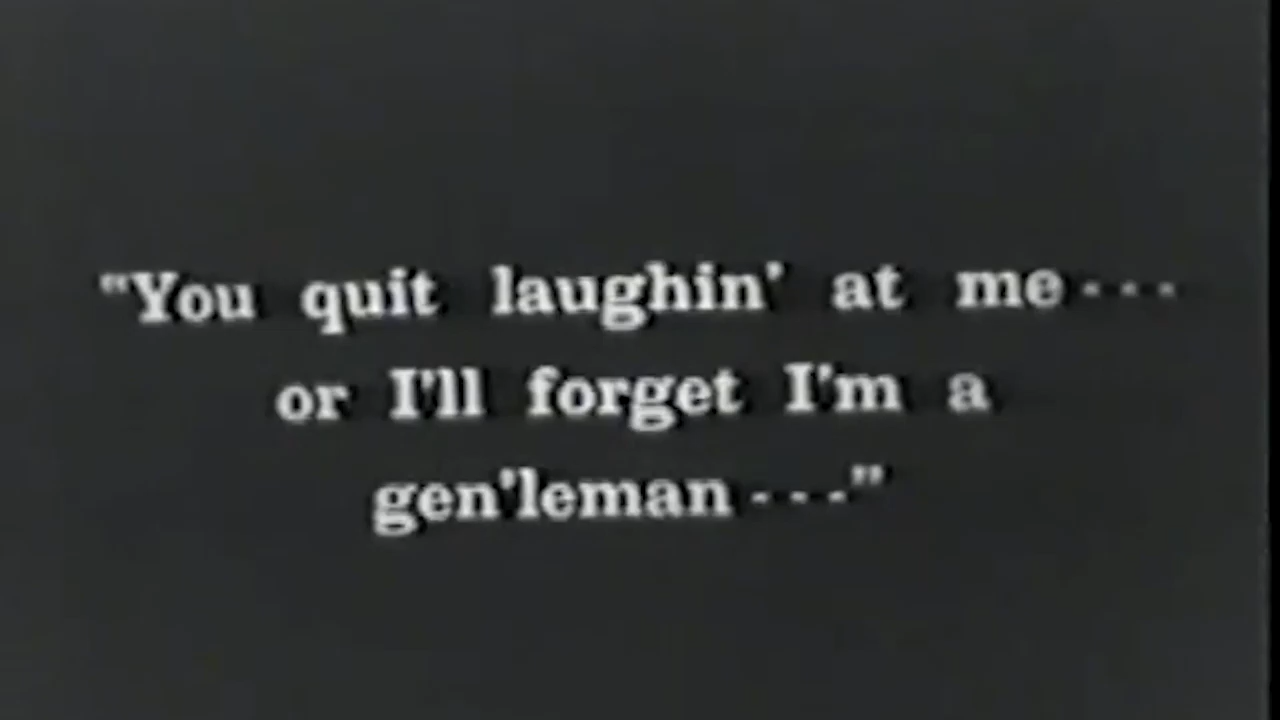 "You quit laughin' at me---
or I'll forget I'm a
gen'leman---"